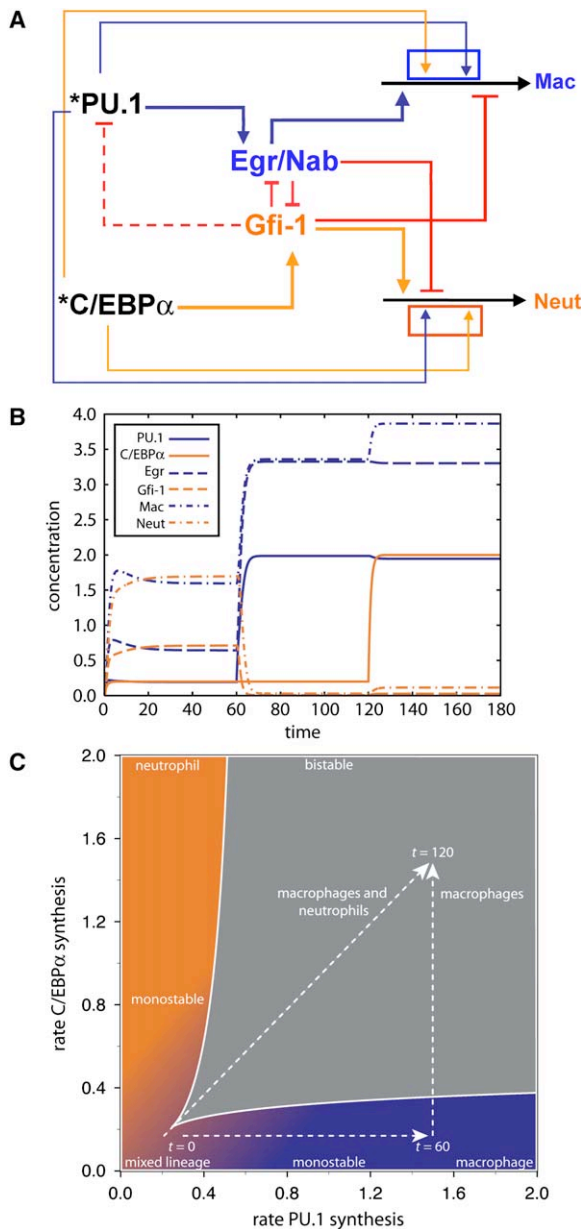 A
*PU.1
Mac
Egr/Nab
Gfi-1
*C/EBPα
Neut
B
4.0
3.5
3.0
2.5
2.0
1.5
1.0
0.5
0.0
concentration
PU.1
C/EBPα
Egr
Gfi-1
Mac
Neut
0 20 40 60 80 100 120 140 160 180
time
C
2.0
1.6
1.2
0.8
0.4
0.0
rate C/EBPα synthesis
neutrophil
bistable
t = 120
macrophages and
neutrophils
macrophages
monostable
t = 0
t = 60
mixed lineage
monostable
macrophage
0.0 0.4 0.8 1.2 1.6 2.0
rate PU.1 synthesis